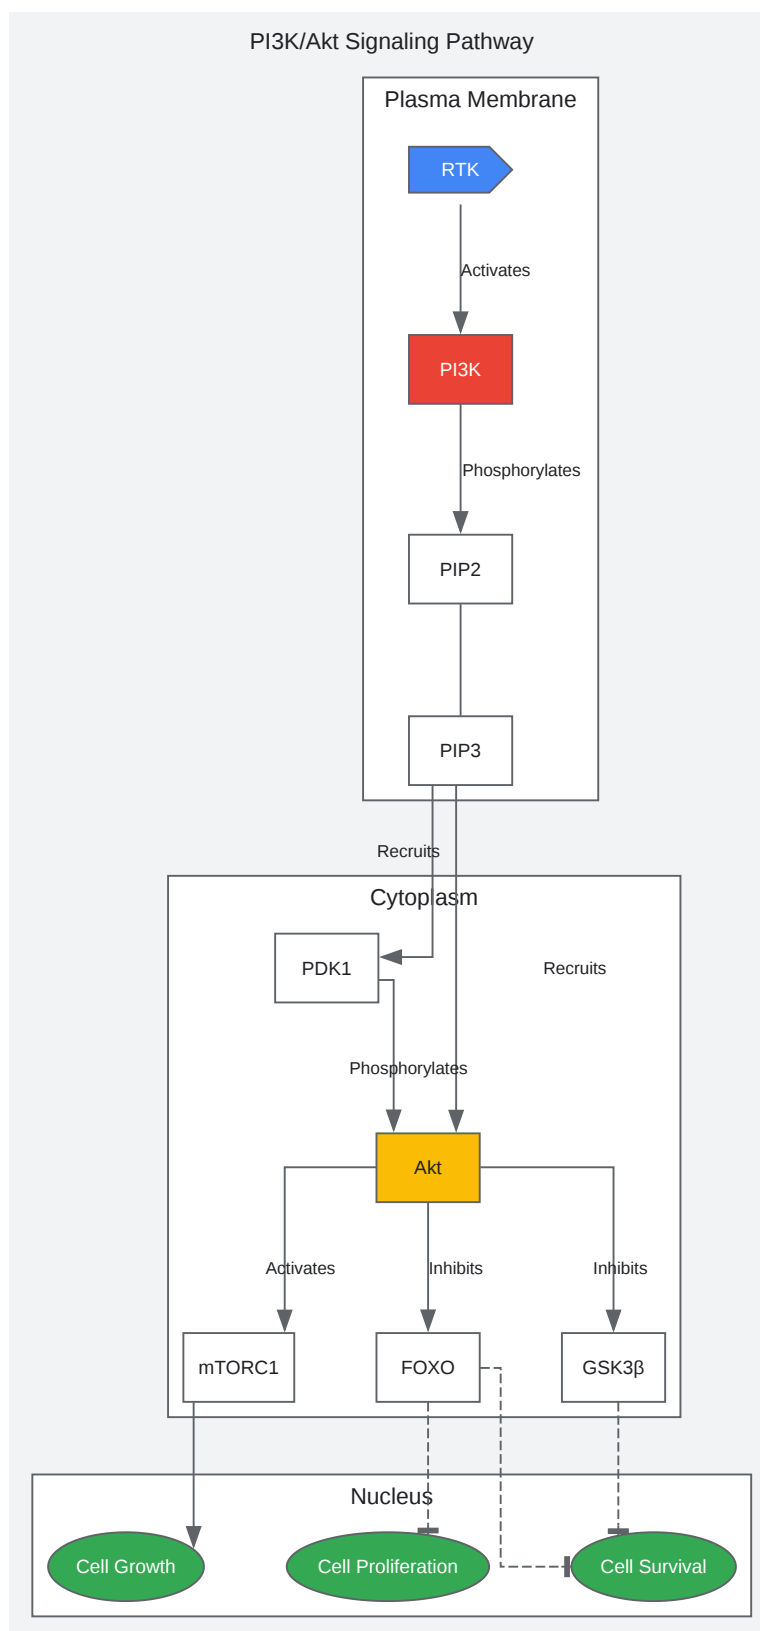 PI3K/Akt Signaling Pathway
Plasma Membrane
RTK
Activates
PI3K
Phosphorylates
PIP2
PIP3
Recruits
Cytoplasm
PDK1
Recruits
Phosphorylates
Akt
Activates
Inhibits
Inhibits
mTORC1
FOXO
GSK3β
Nucleus
Cell Growth
Cell Proliferation
Cell Survival